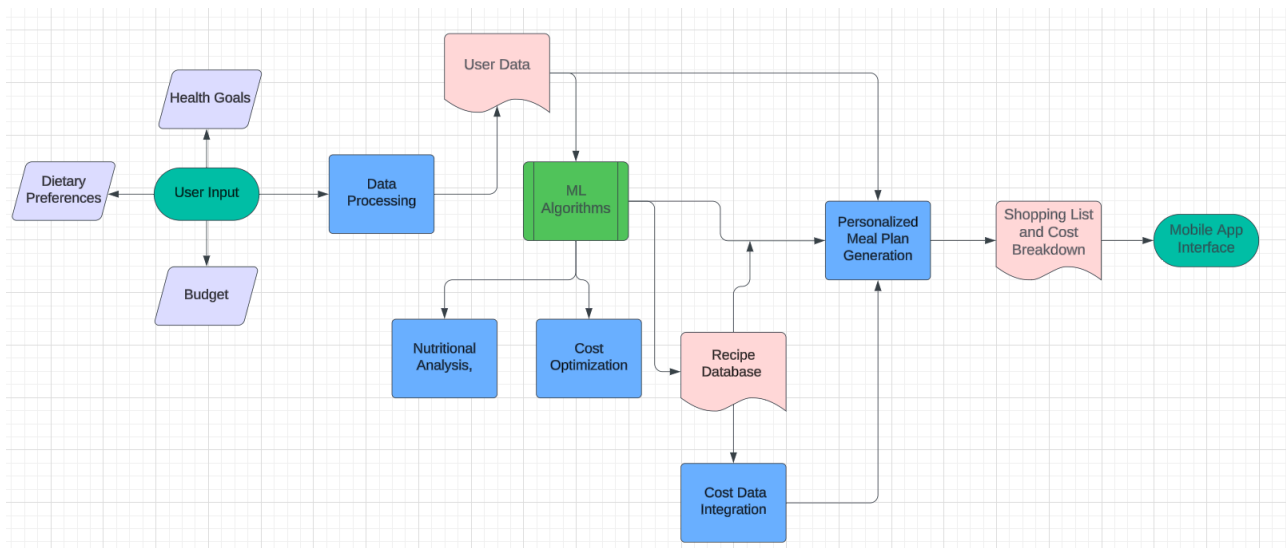 User Data
Health Goals
Dietary
Preferences
User Input
Data
Processing
ML
Algorithms
Personalized
Meal Plan
Generation
Shopping List
and Cost
Breakdown
Mobile App
Interface
Budget
Nutritional
Analysis,
Cost
Optimization
Recipe
Database
Cost Data
Integration